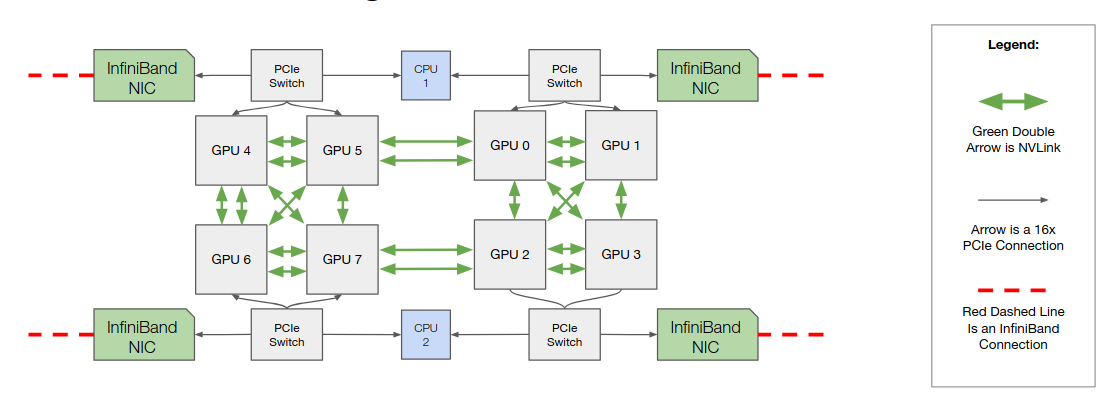 InfiniBand
NIC
PCIe
Switch
CPU
1
PCIe
Switch
InfiniBand
NIC
GPU 4
GPU 5
GPU 0
GPU 1
GPU 6
GPU 7
GPU 2
GPU 3
InfiniBand
NIC
PCIe
Switch
CPU
2
PCIe
Switch
InfiniBand
NIC
Legend:
Green Double
Arrow is NVLink
Arrow is a 16x
PCIe Connection
Red Dashed Line
Is an InfiniBand
Connection